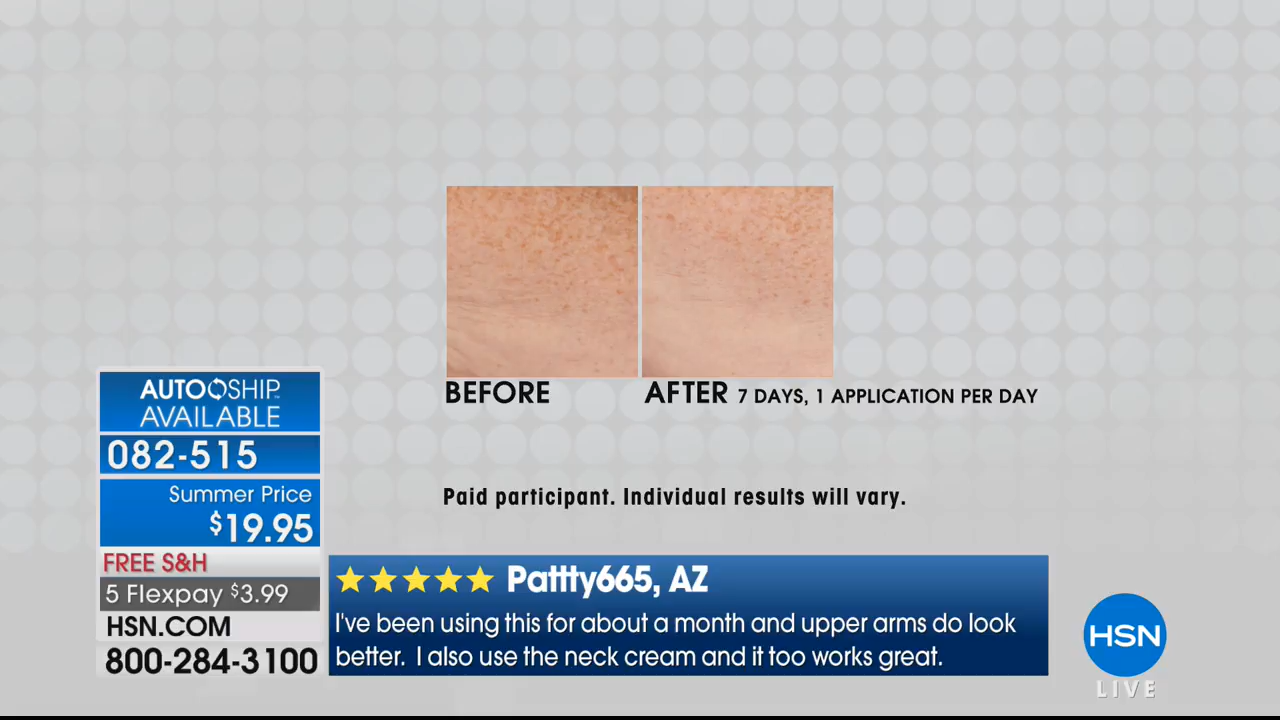 BEFORE
AFTER 7 DAYS, 1 APPLICATION PER DAY
Paid participant. Individual results will vary.
AUTOSHIP™
AVAILABLE
082-515
Summer Price
$19.95
FREE S&H
5 Flexpay $3.99
HSN.COM
800-284-3100
Pattty665, AZ
I've been using this for about a month and upper arms do look
better. I also use the neck cream and it too works great.
HSN
LIVE